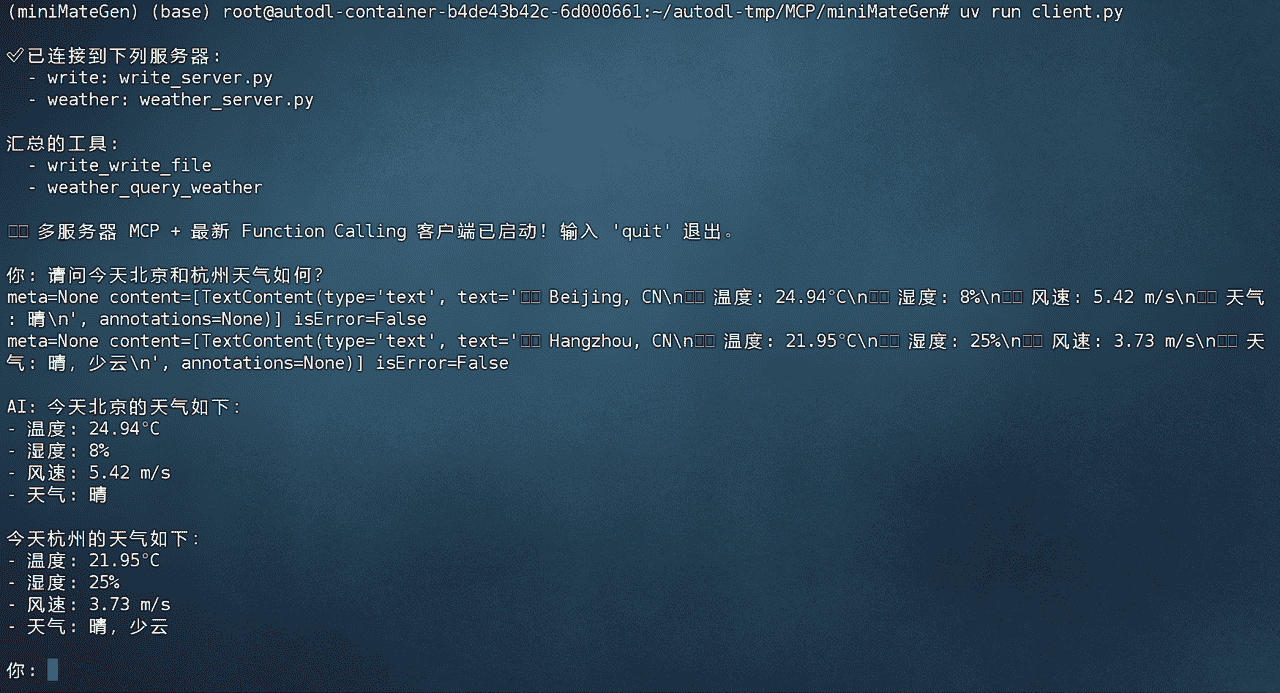 (miniMateGen) (base) root@autodl-container-b4de43b42c-6d000661:~/autodl-tmp/MCP/miniMateGen# uv run client.py
✅已连接到下列服务器:
- write: write_server.py
- weather: weather_server.py
汇总的工具:
- write_write_file
- weather_query_weather
□□ 多服务器 MCP + 最新 Function Calling 客户端已启动! 输入 'quit' 退出。
你: 请问今天北京和杭州天气如何?
meta=None content=[TextContent(type='text', text='□□ Beijing, CN\n□□ 温度: 24.94°C\n□□ 湿度: 8%\n□□ 风速: 5.42 m/s\n□□ 天气
: 晴\n', annotations=None)] isError=False
meta=None content=[TextContent(type='text', text='□□ Hangzhou, CN\n□□ 温度: 21.95°C\n□□ 湿度: 25%\n□□ 风速: 3.73 m/s\n□□ 天
气: 晴, 少云\n', annotations=None)] isError=False
AI: 今天北京的天气如下:
- 温度: 24.94°C
- 湿度: 8%
- 风速: 5.42 m/s
- 天气: 晴
今天杭州的天气如下:
- 温度: 21.95°C
- 湿度: 25%
- 风速: 3.73 m/s
- 天气: 晴, 少云
你: